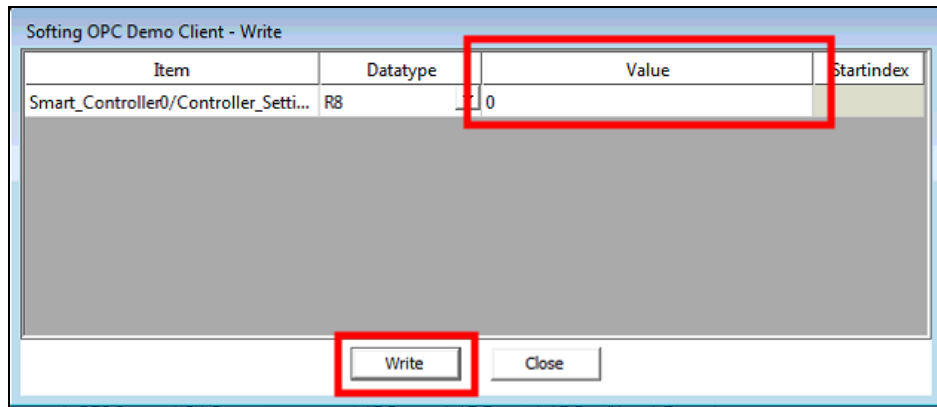 Softing OPC Demo Client - Write
Item Datatype Value Startindex
Smart_Controller0/Controller_Setti... R8 0
Write Close